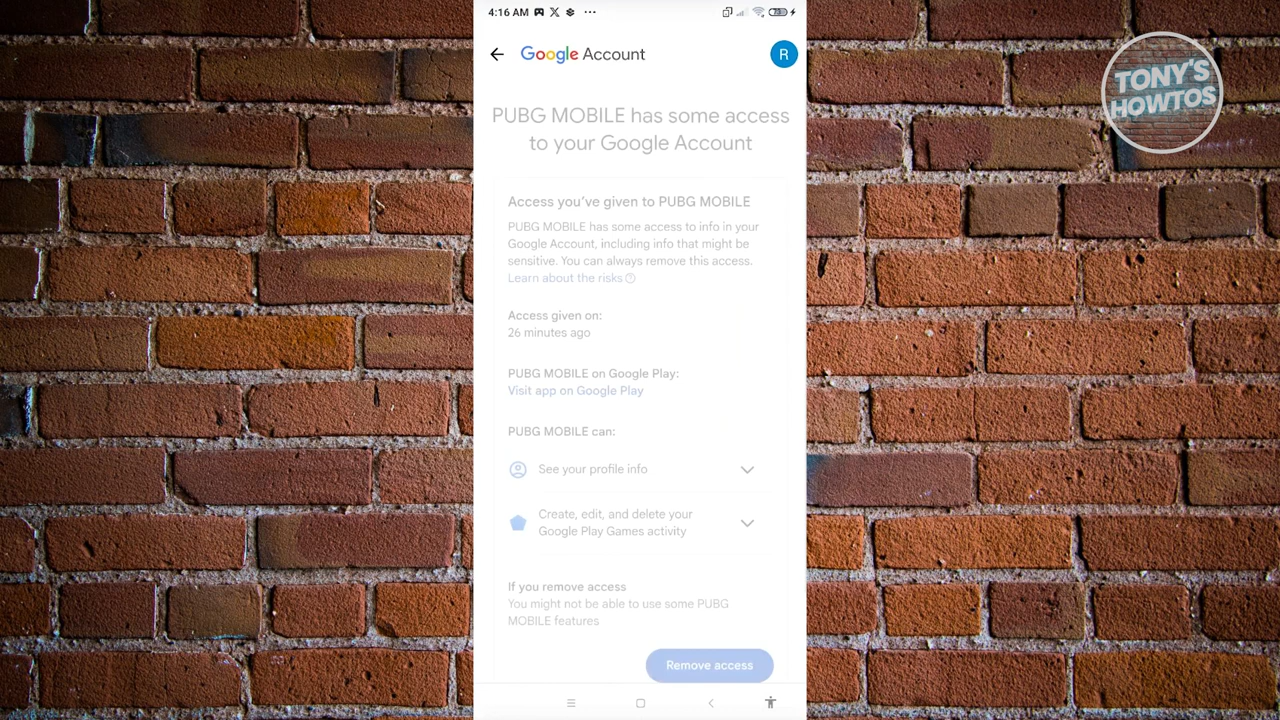 4:16 AM
Google Account
R
TONY'S
HOWTOS
PUBG MOBILE has some access
to your Google Account
Access you've given to PUBG MOBILE
PUBG MOBILE has some access to info in your
Google Account, including info that might be
sensitive. You can always remove this access.
Learn about the risks
Access given on:
26 minutes ago
PUBG MOBILE on Google Play:
Visit app on Google Play
PUBG MOBILE can:
See your profile info
Create, edit, and delete your
Google Play Games activity
If you remove access
You might not be able to use some PUBG
MOBILE features
Remove access